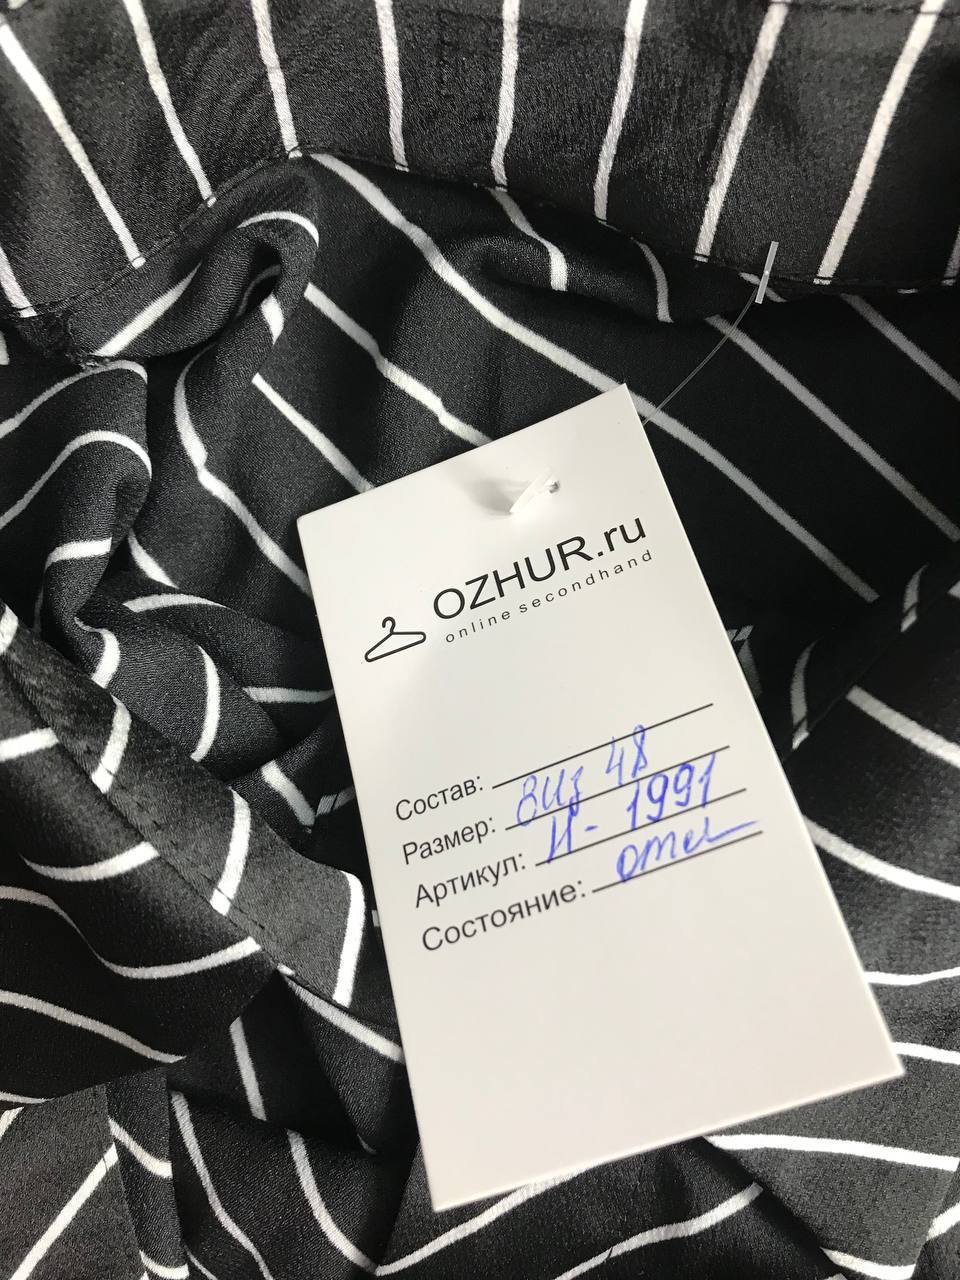 OZHUR.ru
online secondhand
Состав:
Размер: виз 48
Артикул: И-1991
Состояние: отл